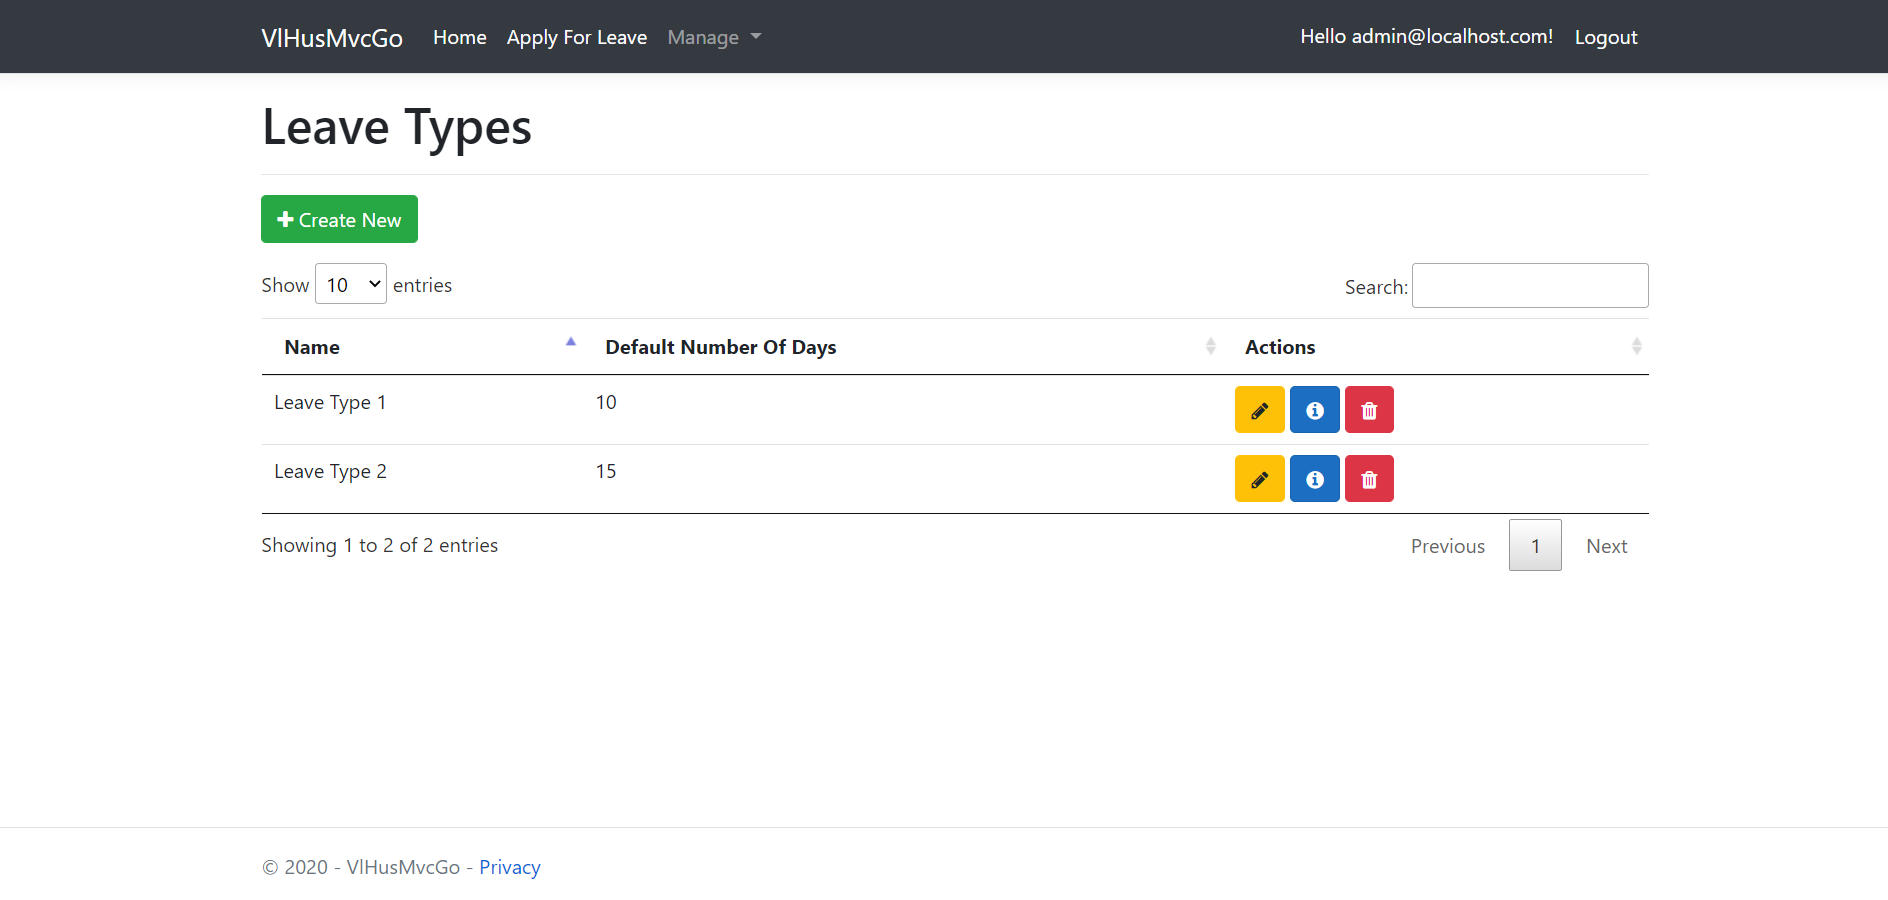 VlHusMvcGo Home Apply For Leave Manage Hello admin@localhost.com! Logout
Leave Types
Create New
Show 10 entries Search:
Name Default Number Of Days Actions
Leave Type 1 10
Leave Type 2 15
Showing 1 to 2 of 2 entries Previous 1 Next
© 2020 - VlHusMvcGo - Privacy